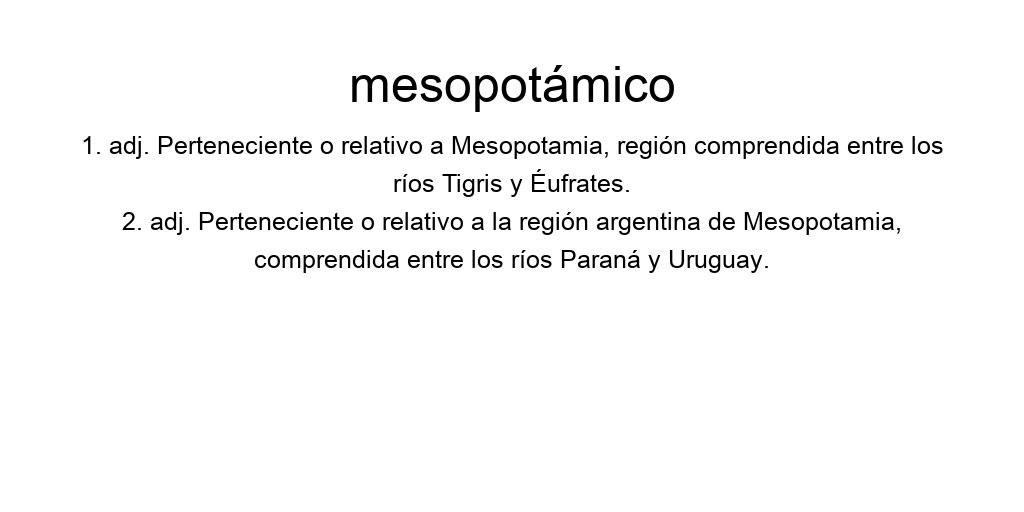 mesopotámico
1. adj. Perteneciente o relativo a Mesopotamia, región comprendida entre los
ríos Tigris y Éufrates.
2. adj. Perteneciente o relativo a la región argentina de Mesopotamia,
comprendida entre los ríos Paraná y Uruguay.